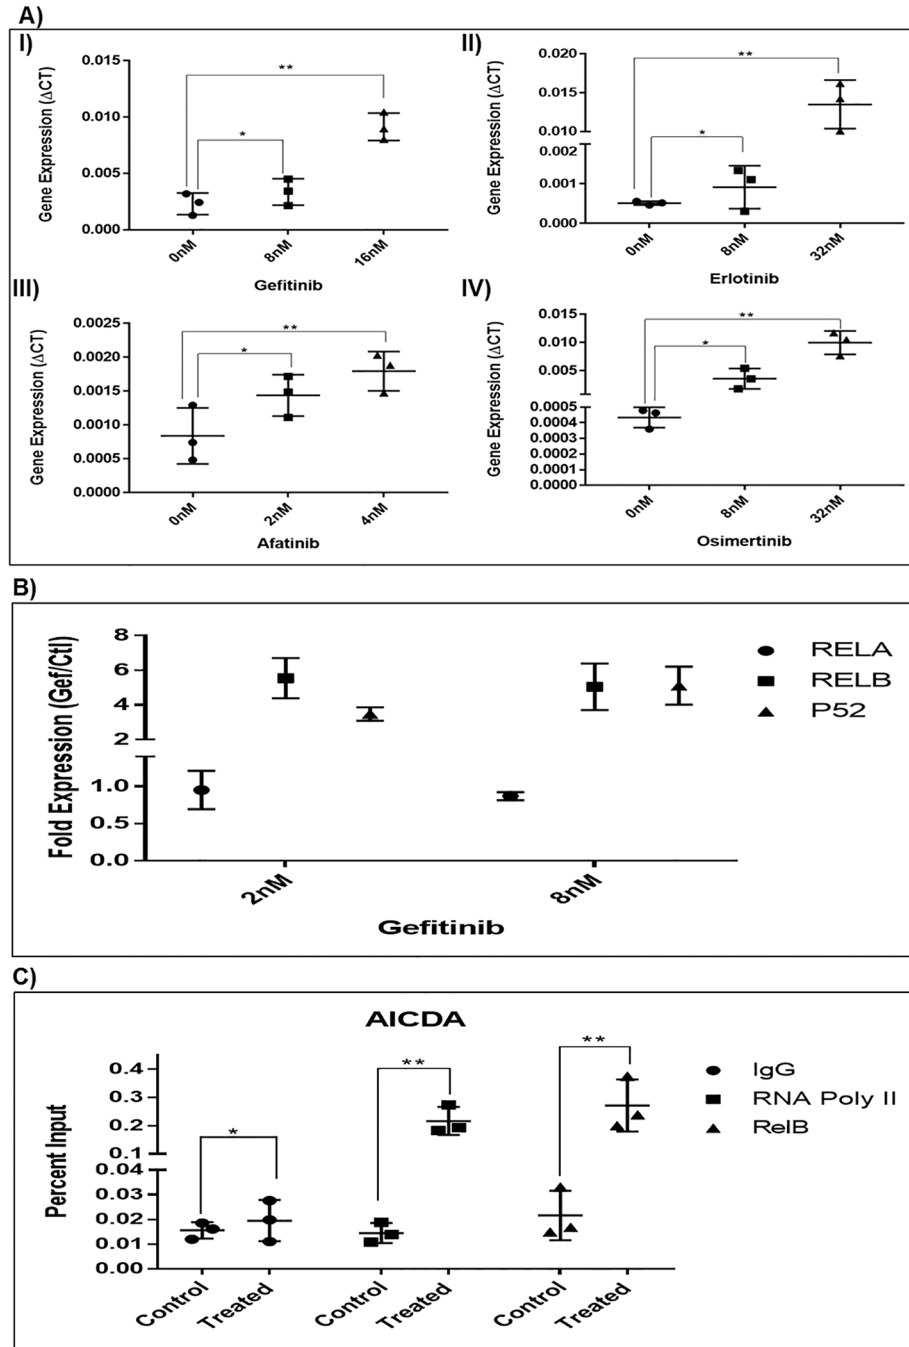 A)
I)
Gene Expression (ΔCT)
0.015
0.010
0.005
0.000
**
*
0nM
8nM
16nM
Gefitinib
II)
Gene Expression (ΔCT)
0.020
0.015
0.010
0.002
0.001
0.000
**
*
0nM
8nM
32nM
Erlotinib
III)
Gene Expression (ΔCT)
0.0025
0.0020
0.0015
0.0010
0.0005
0.0000
**
*
0nM
2nM
4nM
Afatinib
IV)
Gene Expression (ΔCT)
0.015
0.010
0.005
0.0005
0.0004
0.0003
0.0002
0.0001
0.0000
**
*
0nM
8nM
32nM
Osimertinib
B)
Fold Expression (Gef/Ctl)
8
6
4
2
1.0
0.5
0.0
2nM
8nM
Gefitinib
RELA
RELB
P52
C)
AICDA
Percent Input
0.4
0.3
0.2
0.1
0.04
0.03
0.02
0.01
0.00
*
**
**
Control
Treated
Control
Treated
Control
Treated
IgG
RNA Poly II
RelB